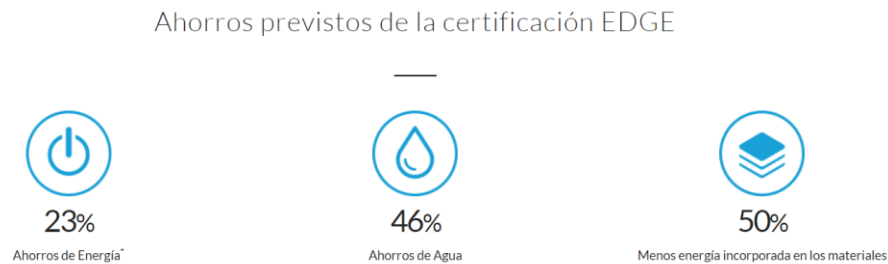 Ahorros previstos de la certificación EDGE
23% 46% 50%
Ahorros de Energía* Ahorros de Agua Menos energía incorporada en los materiales